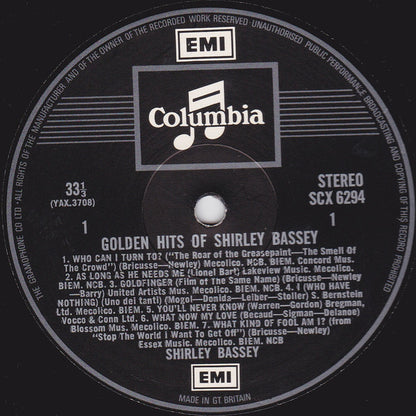 ALL RIGHTS OF THE MANUFACTURER AND OF THE OWNER OF THE RECORDED WORK RESERVED
UNAUTHORISED PUBLIC PERFORMANCE, BROADCASTING AND COPYING OF THIS RECORD PROHIBITED
THE GRAMOPHONE CO LTD
EMI
Columbia
33⅓
(YAX.3708)
STEREO
SCX 6294
1
1
GOLDEN HITS OF SHIRLEY BASSEY
1. WHO CAN I TURN TO? ("The Roar of the Greasepaint—The Smell Of
The Crowd") (Bricusse—Newley) Mecolico. NCB. BIEM. Concord Mus.
2. AS LONG AS HE NEEDS ME (Lionel Bart) Lakeview Music. Mecolico.
BIEM. NCB. 3. GOLDFINGER (Film of the Same Name) (Bricusse—Newley
—Barry) United Artists Mus. Mecolico. BIEM. NCB. 4. I (WHO HAVE
NOTHING) (Uno dei tanti) (Mogol—Donida—Leiber—Stoller) S. Bernstein
Ltd. Mecolico. BIEM. 5. YOU'LL NEVER KNOW (Warren—Gordon) Bregman,
Vocco & Conn Ltd. 6. WHAT NOW MY LOVE (Becaud—Sigman—Delanoe)
Blossom Mus. Mecolico. BIEM. 7. WHAT KIND OF FOOL AM I? (from
"Stop The World I Want To Get Off") (Bricusse—Newley)
Essex Music. Mecolico. BIEM. NCB
SHIRLEY BASSEY
EMI
MADE IN GT. BRITAIN